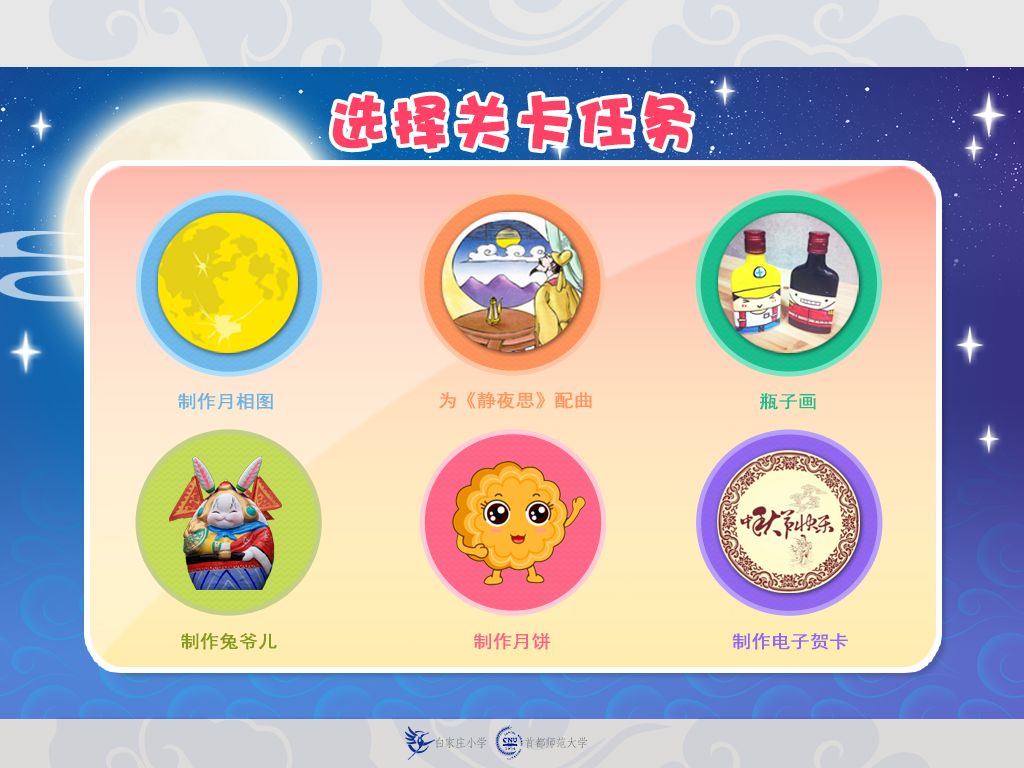 选择关卡任务
制作月相图
为《静夜思》配曲
瓶子画
中秋节快乐
制作兔爷儿
制作月饼
制作电子贺卡
白家庄小学
CNU
首都师范大学